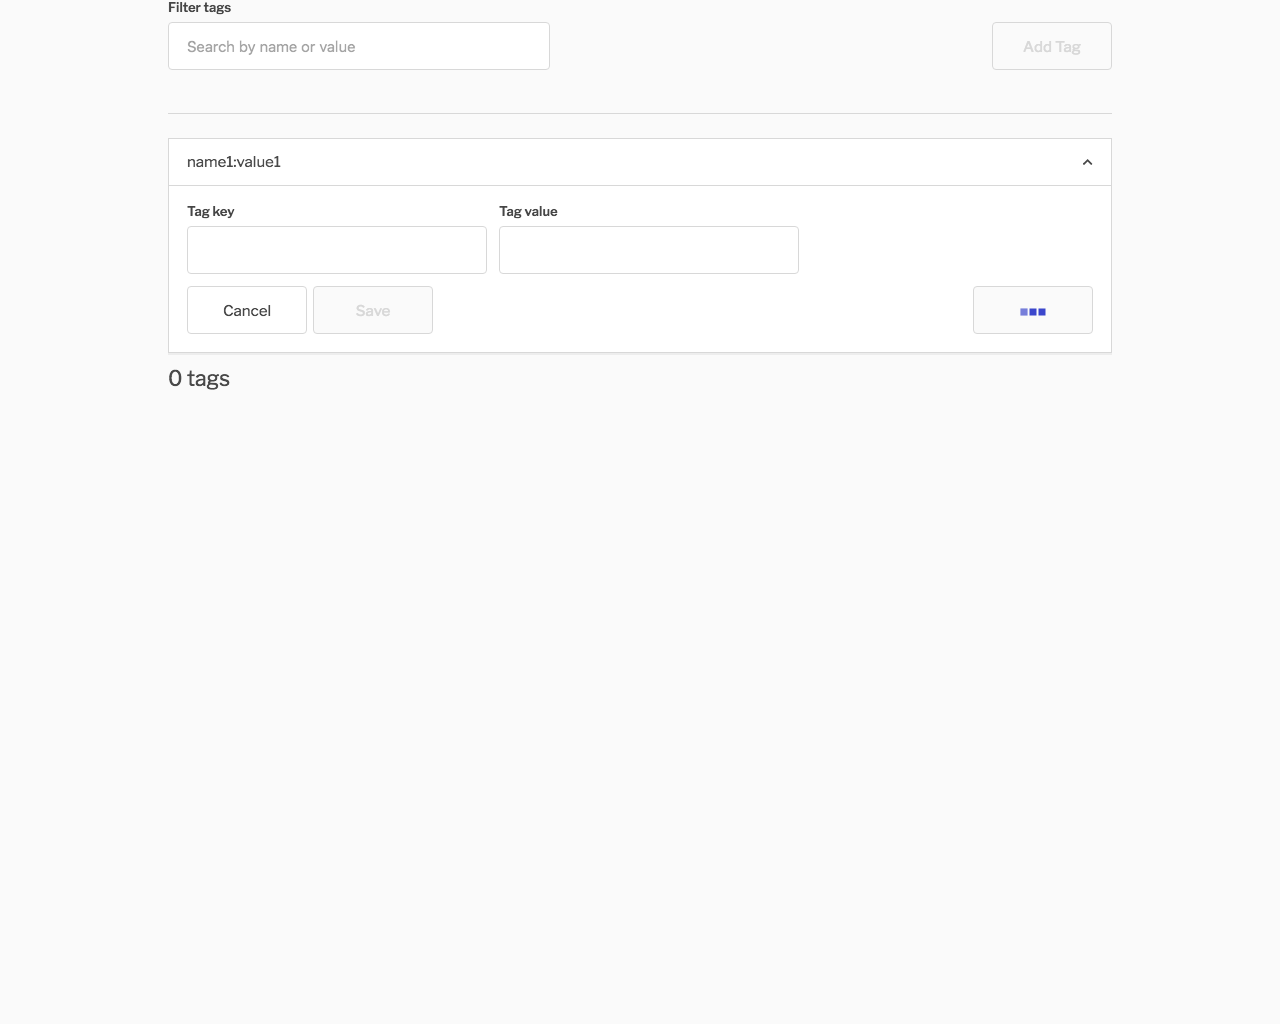 Filter tags
Search by name or value
Add Tag
name1:value1
Tag key
Tag value
Cancel
Save
0 tags